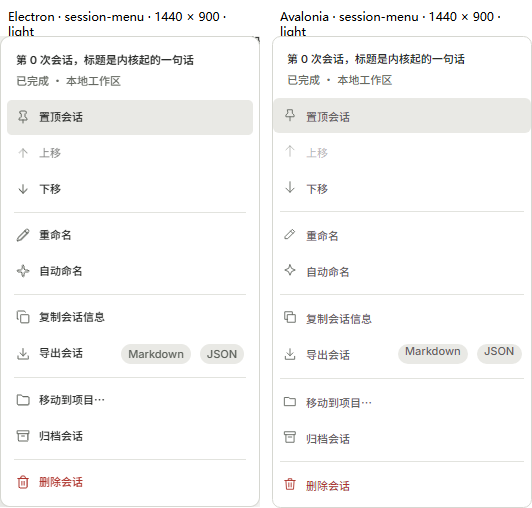 Electron · session-menu · 1440 × 900 ·
light
第 0 次会话，标题是内核起的一句话
已完成 · 本地工作区
置顶会话
上移
下移
重命名
自动命名
复制会话信息
导出会话 Markdown JSON
移动到项目···
归档会话
删除会话
Avalonia · session-menu · 1440 × 900 ·
light
第 0 次会话，标题是内核起的一句话
已完成 · 本地工作区
置顶会话
上移
下移
重命名
自动命名
复制会话信息
导出会话 Markdown JSON
移动到项目···
归档会话
删除会话